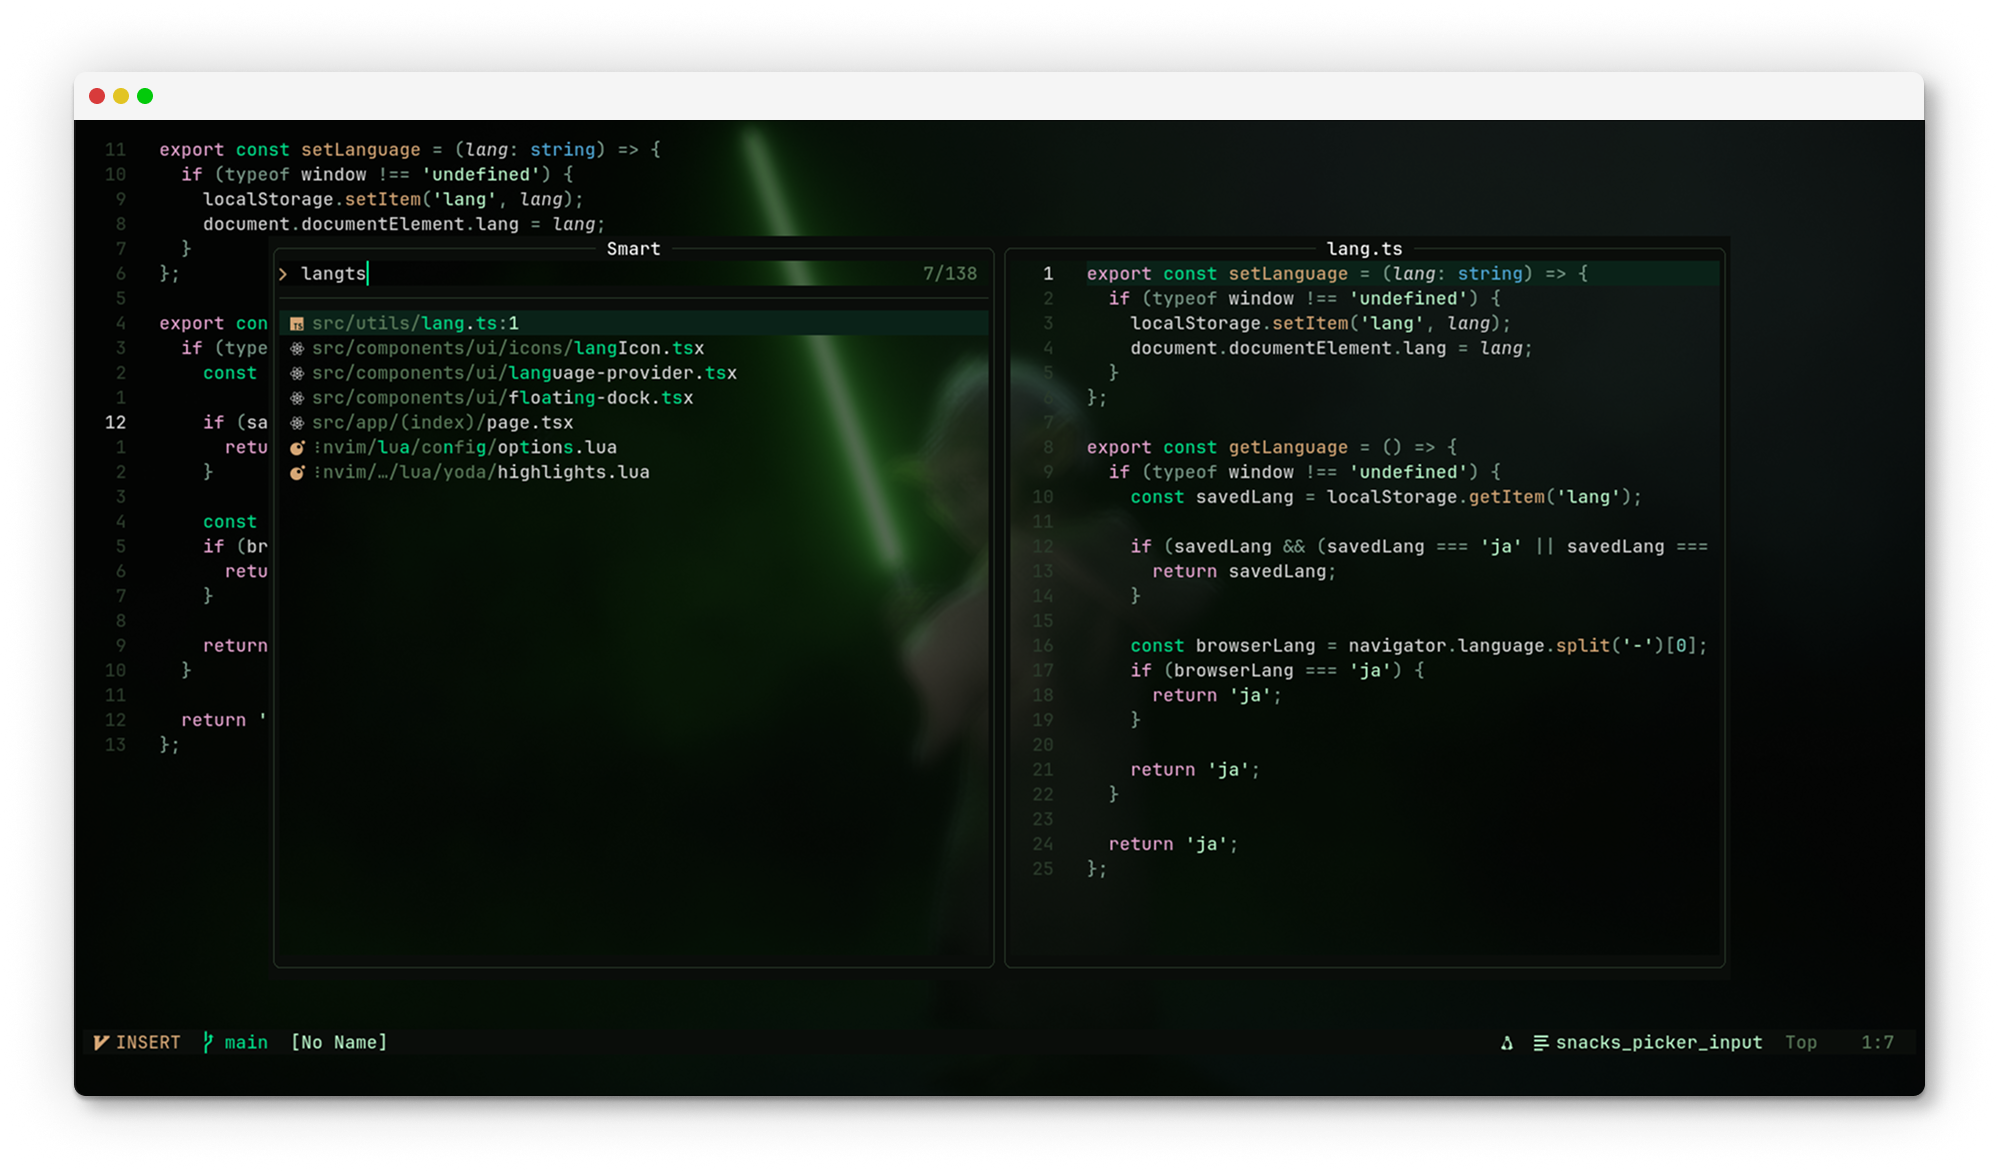 11 export const setLanguage = (lang: string) => {
10 if (typeof window !== 'undefined') {
9 localStorage.setItem('lang', lang);
8 document.documentElement.lang = lang;
7 }
6 };
5
4 export con
3 if (type
2 const
1
12 if (sa
1 retu
2 }
3
4 const
5 if (br
6 retu
7 }
8
9 return
10 }
11
12 return '
13 };
Smart
> langts 7/138
TS src/utils/lang.ts:1
src/components/ui/icons/langIcon.tsx
src/components/ui/language-provider.tsx
src/components/ui/floating-dock.tsx
src/app/(index)/page.tsx
⁝nvim/lua/config/options.lua
⁝nvim/…/lua/yoda/highlights.lua
lang.ts
1 export const setLanguage = (lang: string) => {
2 if (typeof window !== 'undefined') {
3 localStorage.setItem('lang', lang);
4 document.documentElement.lang = lang;
5 }
6 };
7
8 export const getLanguage = () => {
9 if (typeof window !== 'undefined') {
10 const savedLang = localStorage.getItem('lang');
11
12 if (savedLang && (savedLang === 'ja' || savedLang ===
13 return savedLang;
14 }
15
16 const browserLang = navigator.language.split('-')[0];
17 if (browserLang === 'ja') {
18 return 'ja';
19 }
20
21 return 'ja';
22 }
23
24 return 'ja';
25 };
INSERT main [No Name] snacks_picker_input Top 1:7